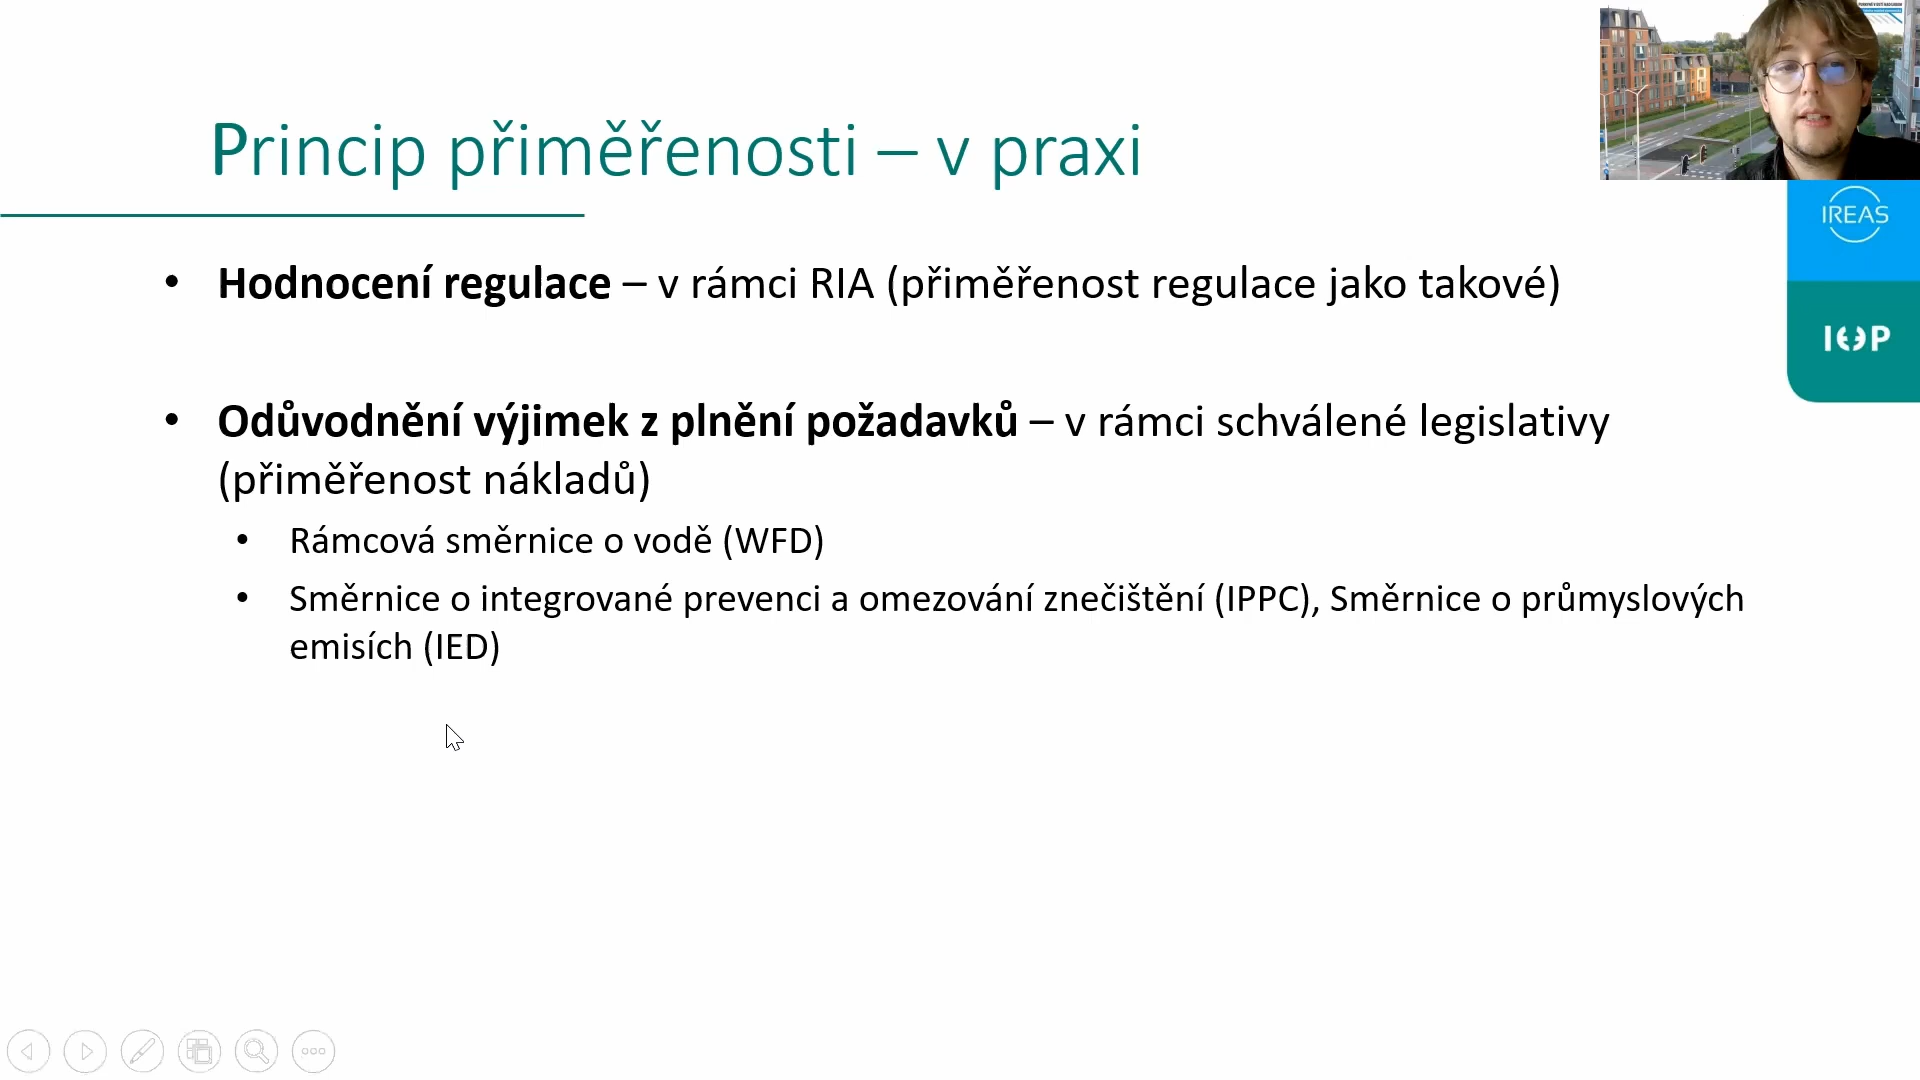 Princip přiměřenosti – v praxi
• Hodnocení regulace – v rámci RIA (přiměřenost regulace jako takové)
• Odůvodnění výjimek z plnění požadavků – v rámci schválené legislativy
(přiměřenost nákladů)
• Rámcová směrnice o vodě (WFD)
• Směrnice o integrované prevenci a omezování znečištění (IPPC), Směrnice o průmyslových
emisích (IED)
IREAS